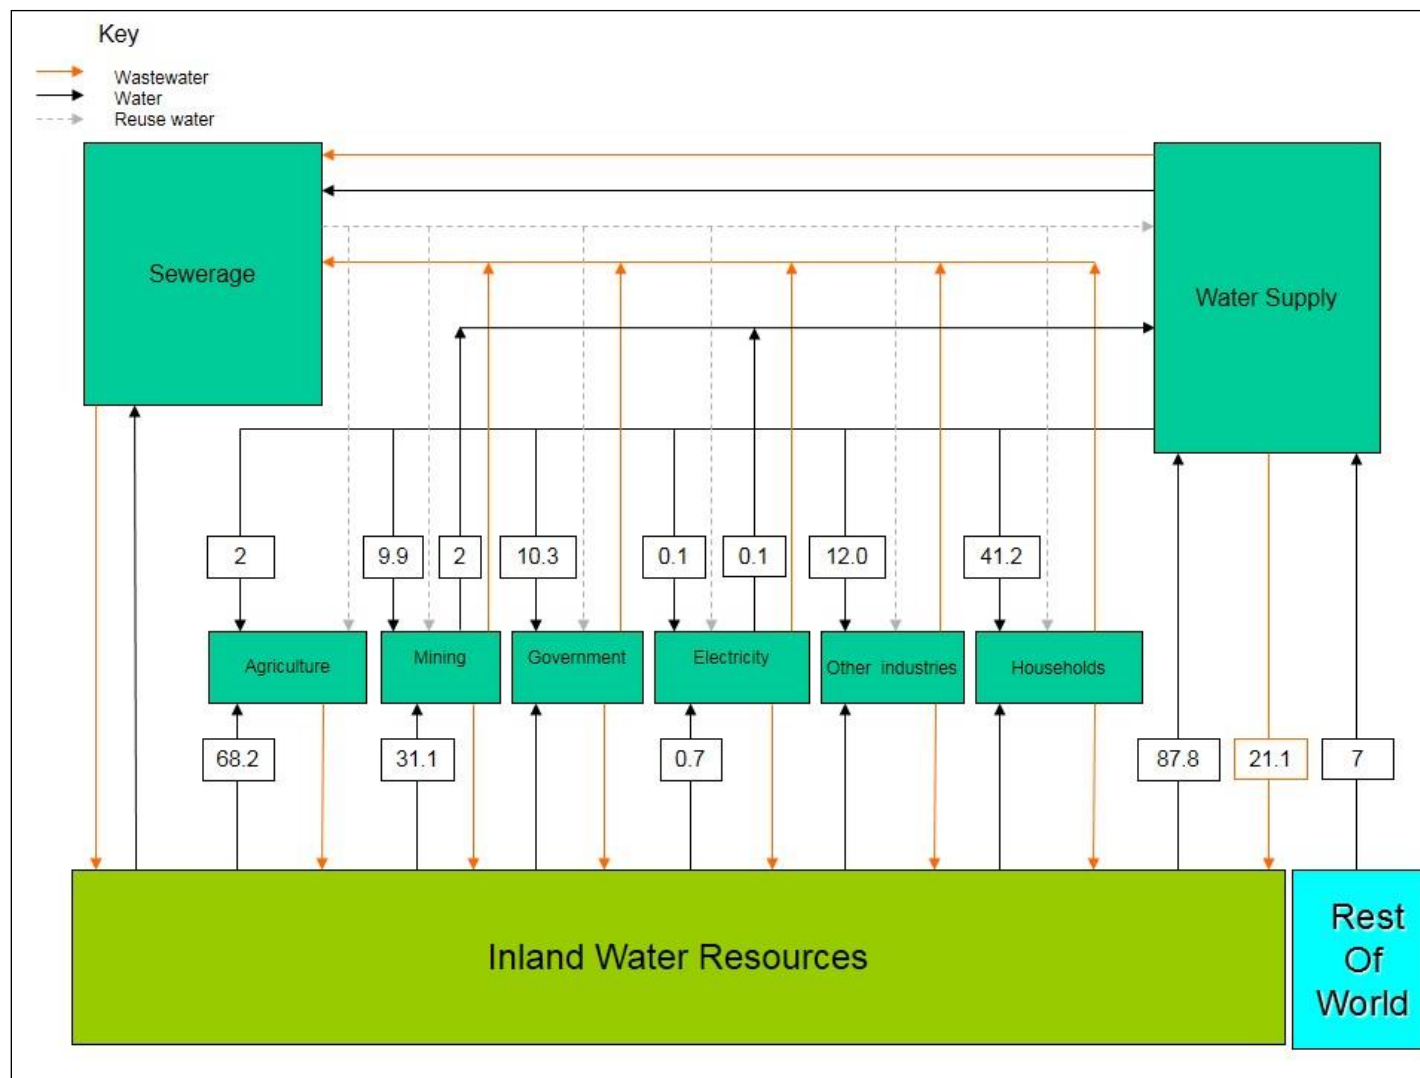 Key
Wastewater
Water
Reuse water
Sewerage
Water Supply
2
9.9
2
10.3
0.1
0.1
12.0
41.2
Agriculture
Mining
Government
Electricity
Other industries
Households
68.2
31.1
0.7
87.8
21.1
7
Inland Water Resources
Rest
Of
World